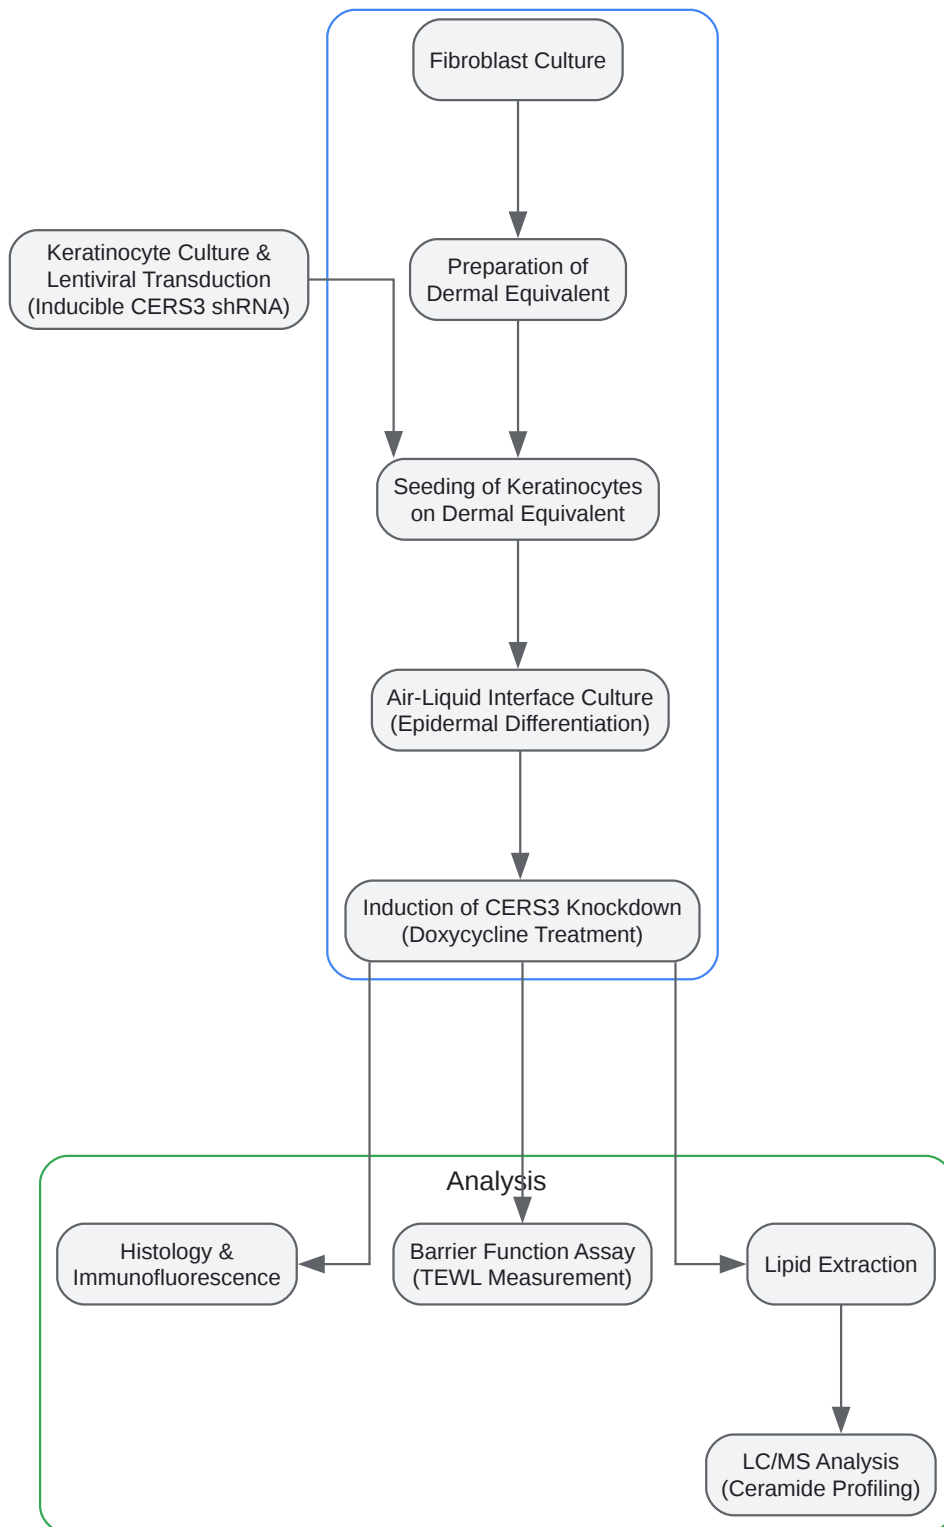 Fibroblast Culture
Keratinocyte Culture &
Lentiviral Transduction
(Inducible CERS3 shRNA)
Preparation of
Dermal Equivalent
Seeding of Keratinocytes
on Dermal Equivalent
Air-Liquid Interface Culture
(Epidermal Differentiation)
Induction of CERS3 Knockdown
(Doxycycline Treatment)
Analysis
Histology &
Immunofluorescence
Barrier Function Assay
(TEWL Measurement)
Lipid Extraction
LC/MS Analysis
(Ceramide Profiling)